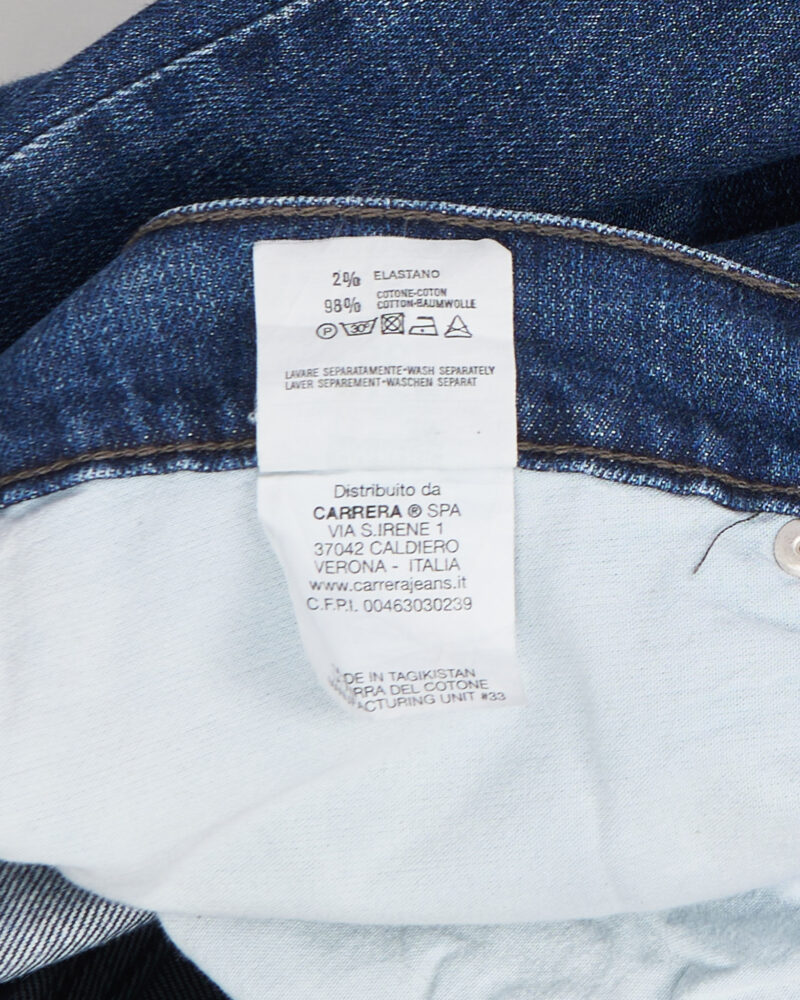 2% ELASTANO
98% COTONE-COTON
COTTON-BAUMWOLLE
P 30°
LAVARE SEPARATAMENTE-WASH SEPARATELY
LAVER SEPAREMENT-WASCHEN SEPARAT
Distribuito da
CARRERA ® SPA
VIA S.IRENE 1
37042 CALDIERO
VERONA - ITALIA
www.carrerajeans.it
C.F.P.I. 00463030239
DE IN TAGIKISTAN
RRA DEL COTONE
ACTURING UNIT #33